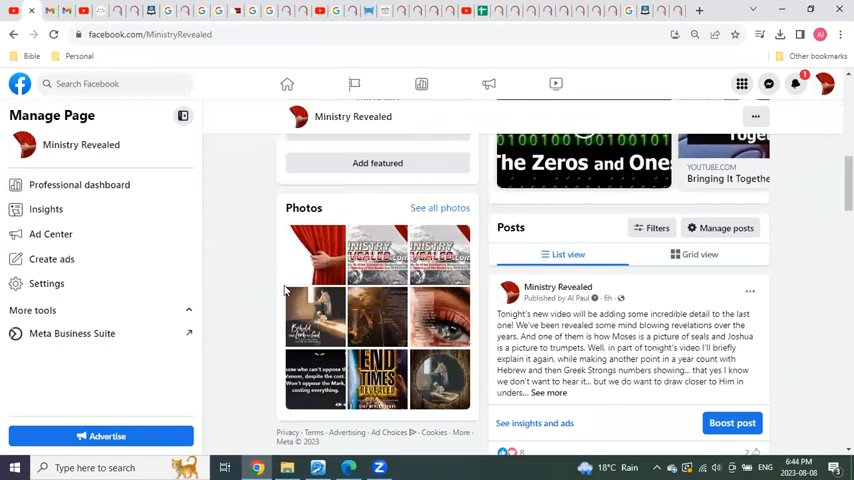 facebook.com/MinistryRevealed
Bible
Personal
Other bookmarks
Search Facebook
1
Manage Page
Ministry Revealed
Ministry Revealed
Professional dashboard
Insights
Ad Center
Create ads
Settings
More tools
Meta Business Suite
Advertise
Add featured
Photos
See all photos
Behold
END
TIMES
REVEALED
Privacy · Terms · Advertising · Ad Choices · Cookies · More ·
Meta © 2023
The Zeros and Ones
YOUTUBE.COM
Bringing It Togethe
Posts
Filters
Manage posts
List view
Grid view
Ministry Revealed
Published by Al Paul · 6h ·
Tonight's new video will be adding some incredible detail to the last
one! We've been revealed some mind blowing revelations over the
years. And one of them is how Moses is a picture of seals and Joshua
is a picture to trumpets. Well, in part of tonight's video I'll briefly
explain it again, while making another point in a year count with
Hebrew and then Greek Strongs numbers showing... that yes I know
we don't want to hear it... but we do want to draw closer to Him in
unders... See more
See insights and ads
Boost post
8
2
Type here to search
18°C Rain
ENG
6:44 PM
2023-08-08
3